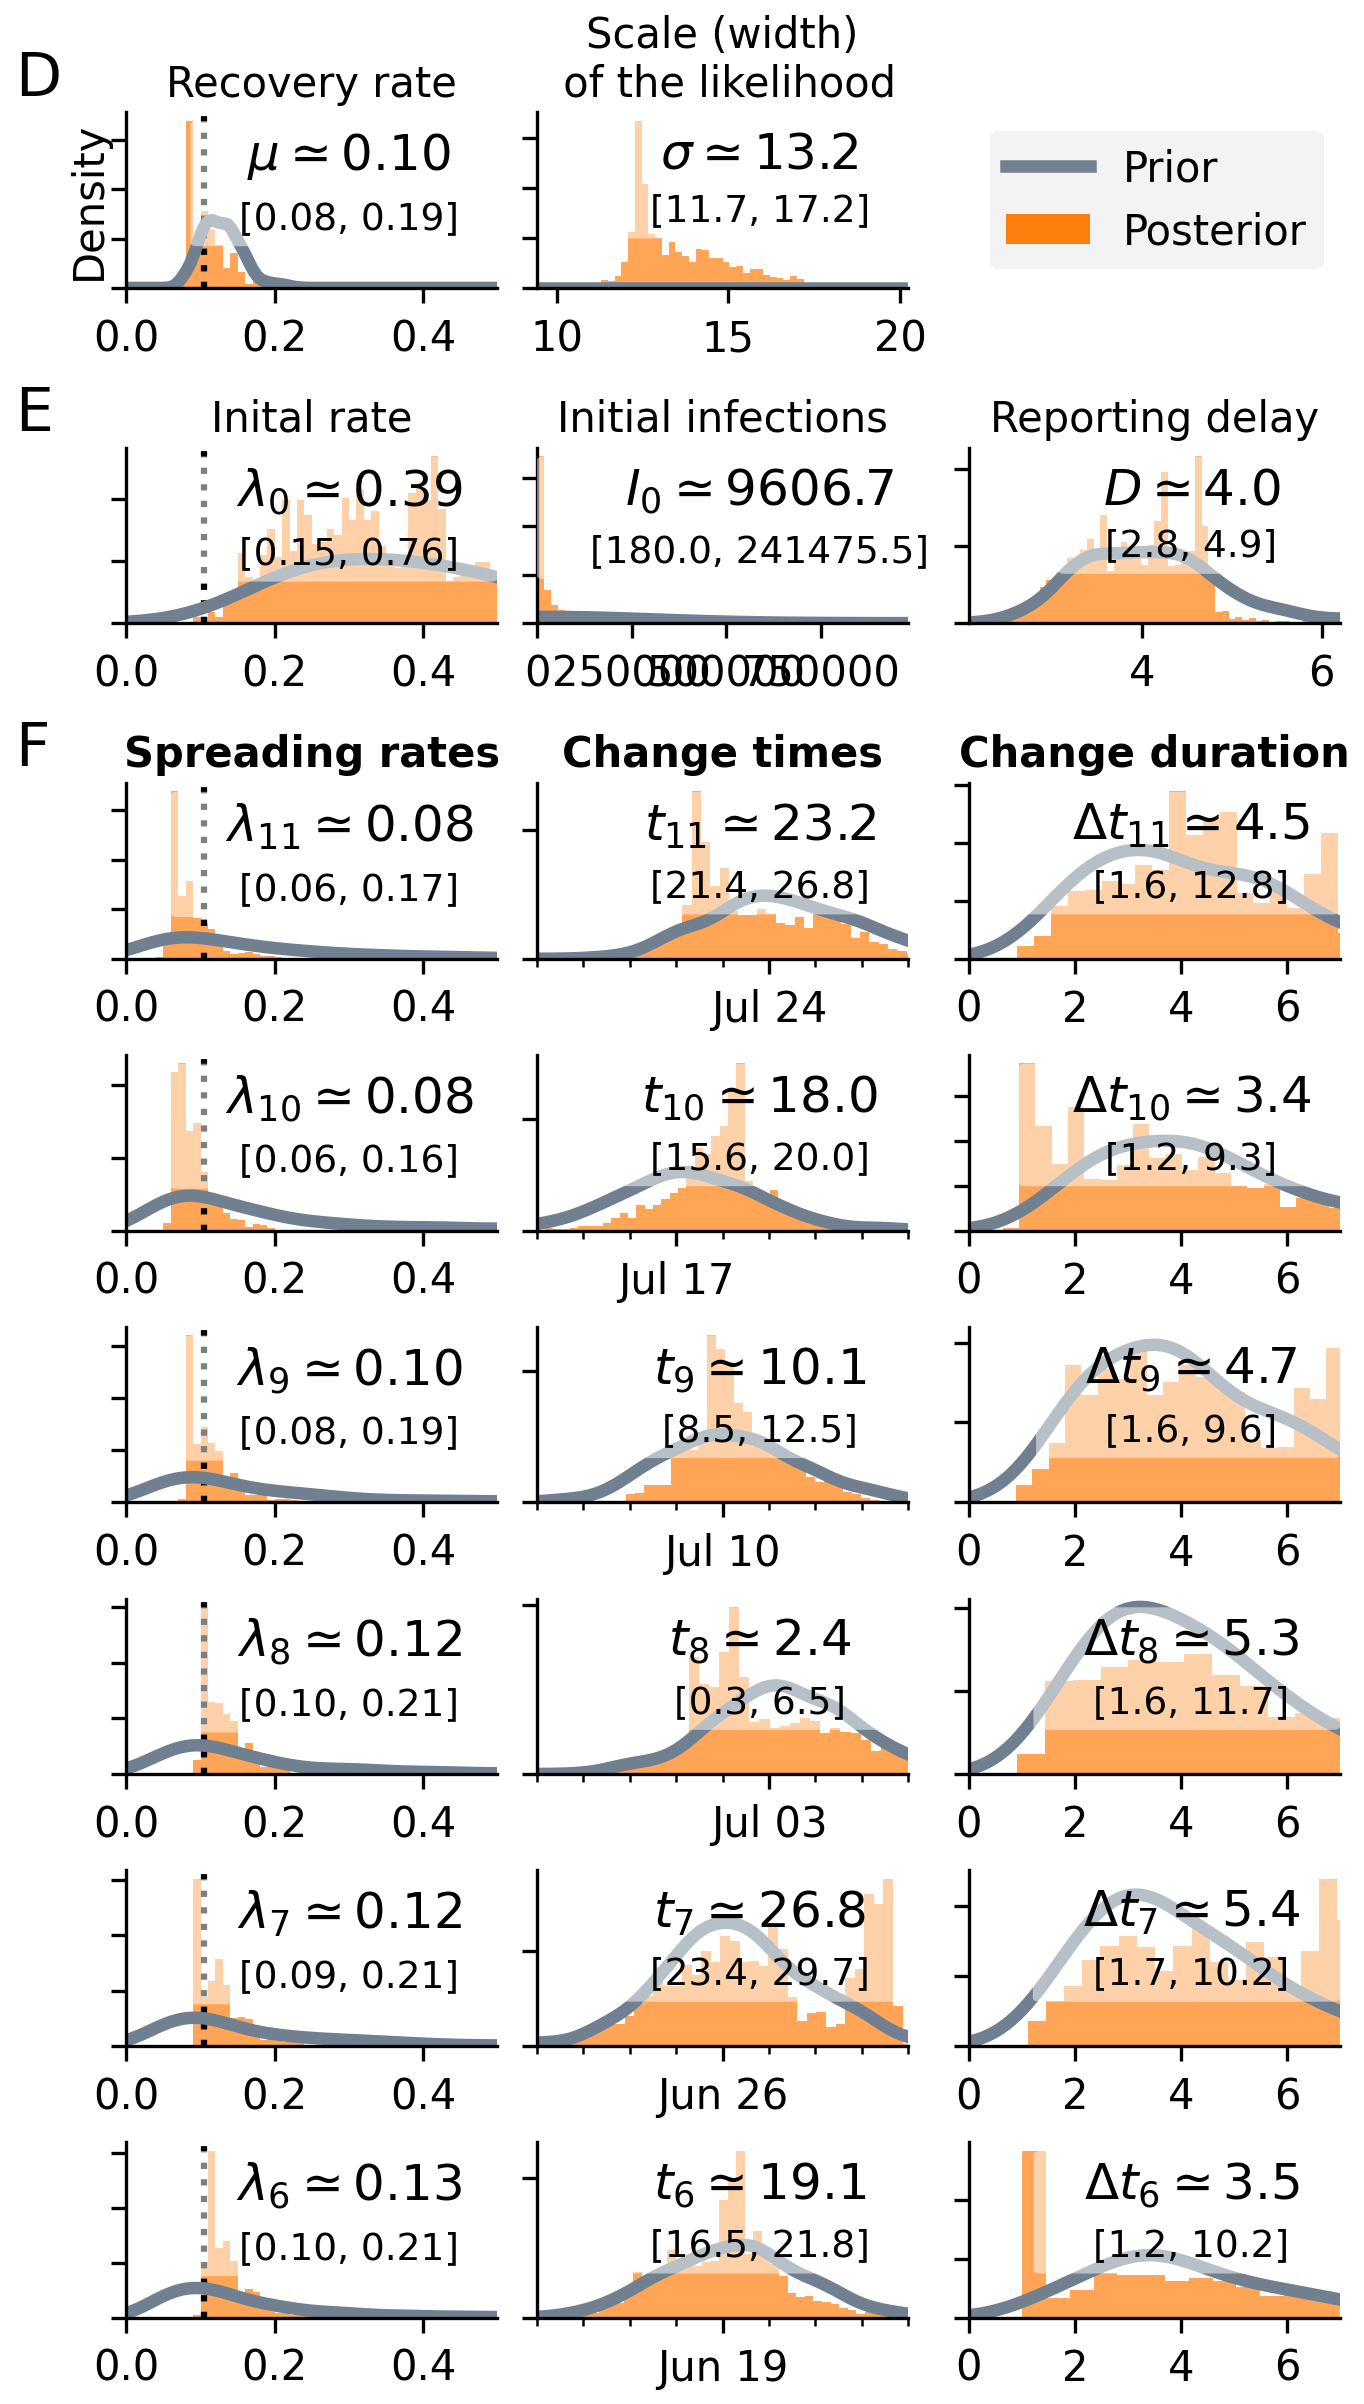 D
Recovery rate
Scale (width)
of the likelihood
Density
μ ≃ 0.10
[0.08, 0.19]
0.0 0.2 0.4
σ ≃ 13.2
[11.7, 17.2]
10 15 20
Prior
Posterior
E
Inital rate
λ0 ≃ 0.39
[0.15, 0.76]
0.0 0.2 0.4
Initial infections
I0 ≃ 9606.7
[180.0, 241475.5]
0 250000 500000 750000
Reporting delay
D ≃ 4.0
[2.8, 4.9]
4 6
F
Spreading rates Change times Change duration
λ11 ≃ 0.08
[0.06, 0.17]
0.0 0.2 0.4
t11 ≃ 23.2
[21.4, 26.8]
Jul 24
Δt11 ≃ 4.5
[1.6, 12.8]
0 2 4 6
λ10 ≃ 0.08
[0.06, 0.16]
0.0 0.2 0.4
t10 ≃ 18.0
[15.6, 20.0]
Jul 17
Δt10 ≃ 3.4
[1.2, 9.3]
0 2 4 6
λ9 ≃ 0.10
[0.08, 0.19]
0.0 0.2 0.4
t9 ≃ 10.1
[8.5, 12.5]
Jul 10
Δt9 ≃ 4.7
[1.6, 9.6]
0 2 4 6
λ8 ≃ 0.12
[0.10, 0.21]
0.0 0.2 0.4
t8 ≃ 2.4
[0.3, 6.5]
Jul 03
Δt8 ≃ 5.3
[1.6, 11.7]
0 2 4 6
λ7 ≃ 0.12
[0.09, 0.21]
0.0 0.2 0.4
t7 ≃ 26.8
[23.4, 29.7]
Jun 26
Δt7 ≃ 5.4
[1.7, 10.2]
0 2 4 6
λ6 ≃ 0.13
[0.10, 0.21]
0.0 0.2 0.4
t6 ≃ 19.1
[16.5, 21.8]
Jun 19
Δt6 ≃ 3.5
[1.2, 10.2]
0 2 4 6